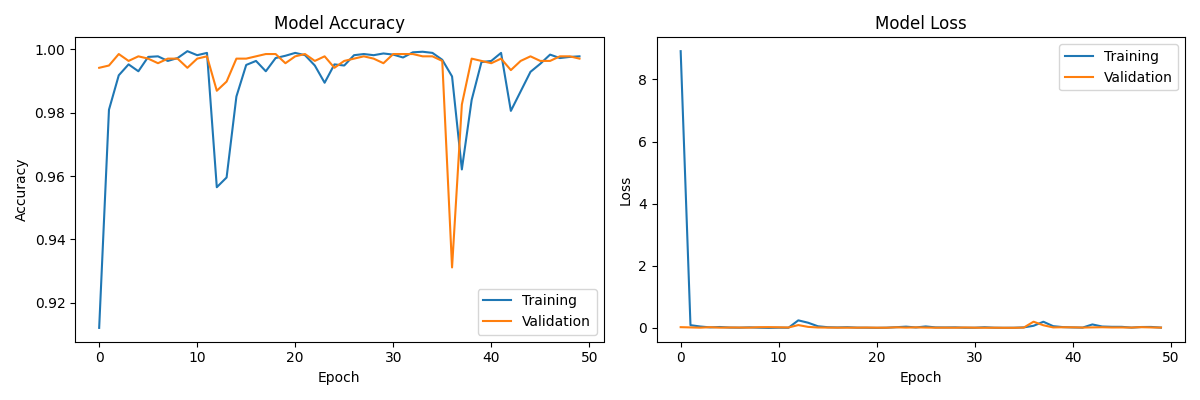 Model Accuracy
Accuracy
1.00
0.98
0.96
0.94
0.92
0
10
20
30
40
50
Epoch
Training
Validation
Model Loss
Loss
8
6
4
2
0
0
10
20
30
40
50
Epoch
Training
Validation